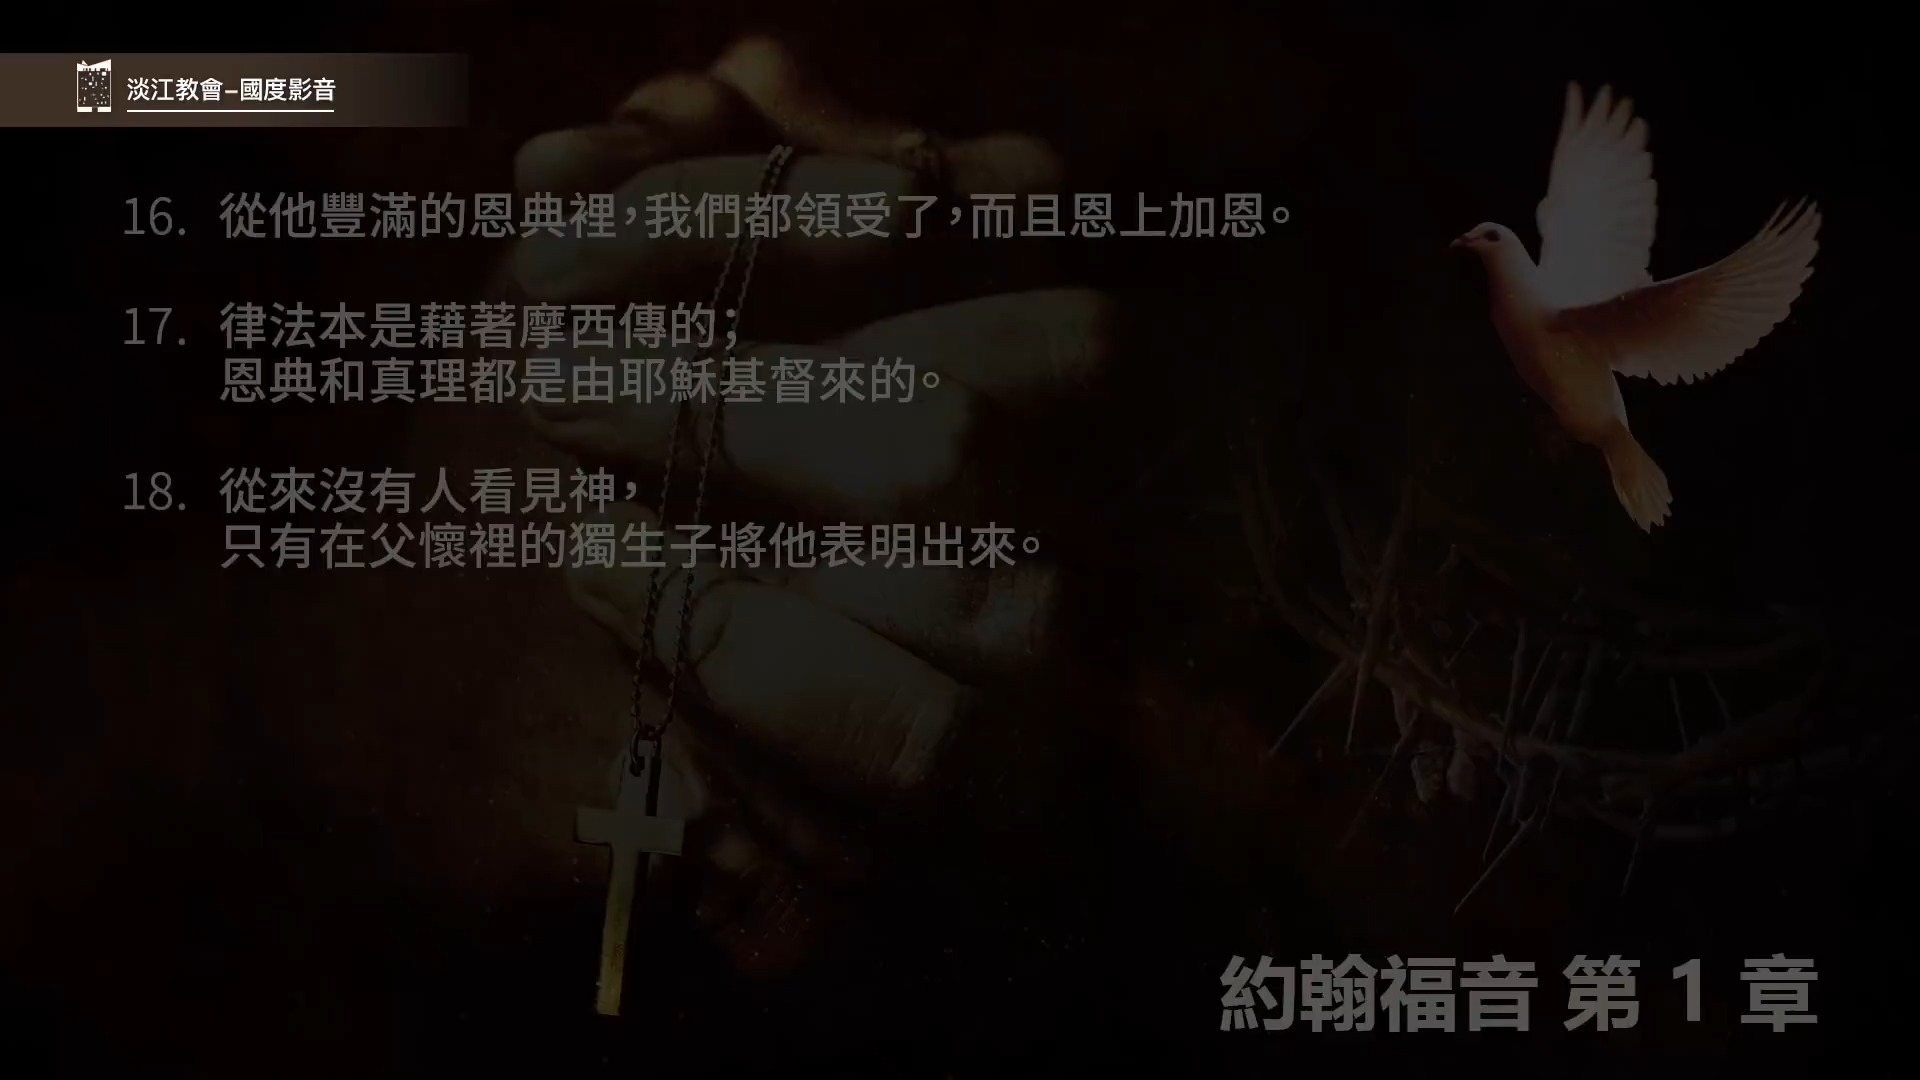 淡江教會–國度影音
16. 從他豐滿的恩典裡，我們都領受了，而且恩上加恩。
17. 律法本是藉著摩西傳的；
恩典和真理都是由耶穌基督來的。
18. 從來沒有人看見神，
只有在父懷裡的獨生子將他表明出來。
約翰福音 第 1 章